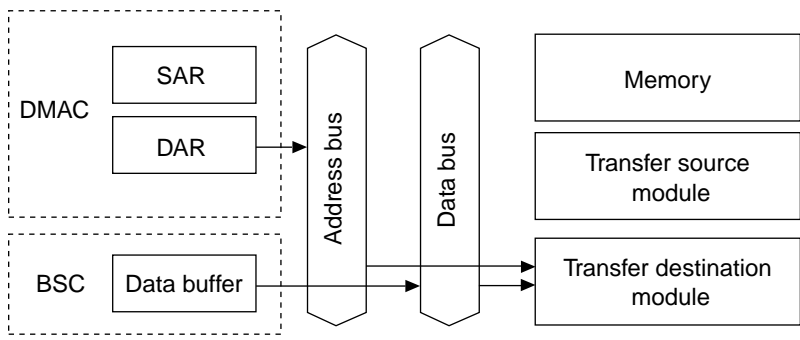 DMAC
SAR
DAR
BSC
Data buffer
Address bus
Data bus
Memory
Transfer source
module
Transfer destination
module